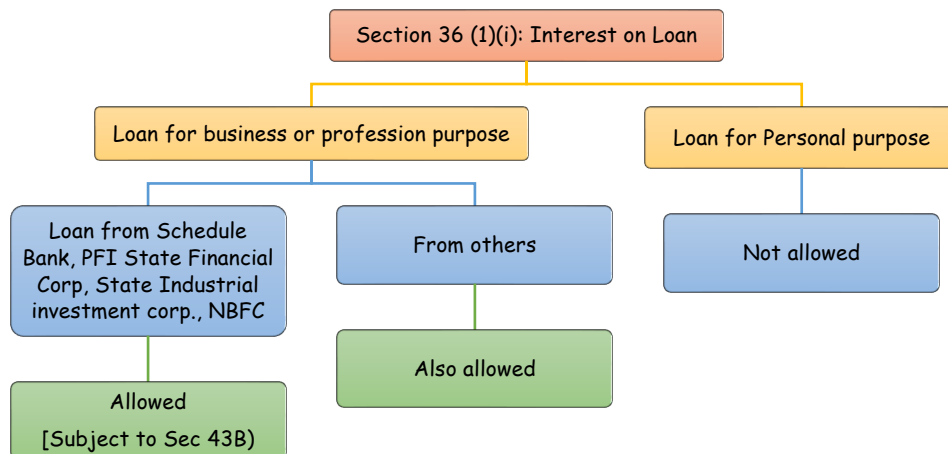 Section 36 (1)(i): Interest on Loan
Loan for business or profession purpose
Loan for Personal purpose
Loan from Schedule
Bank, PFI State Financial
Corp, State Industrial
investment corp., NBFC
From others
Not allowed
Allowed
[Subject to Sec 43B)
Also allowed